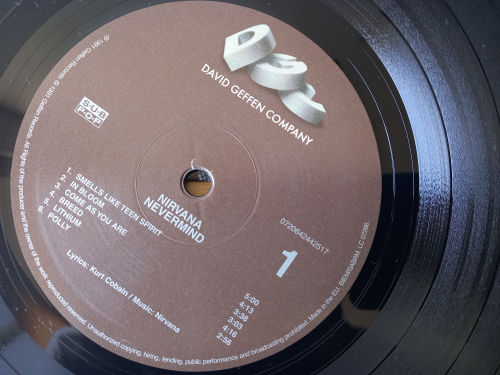 DGC
DAVID GEFFEN COMPANY
SUB
POP
NIRVANA
NEVERMIND
0720642442517
1
1. SMELLS LIKE TEEN SPIRIT
2. IN BLOOM
3. COME AS YOU ARE
4. BREED
5. LITHIUM
6. POLLY
5:00
4:13
3:38
3:03
4:16
2:56
Lyrics: Kurt Cobain / Music: Nirvana
℗ 1991 Geffen Records © 1991 Geffen Records. All Rights of the producer and the owner of the work reproduced reserved. Unauthorized copying, hiring, lending, public performance and broadcasting prohibited. Made in the EU. BIEM/SABAM LC 07266.